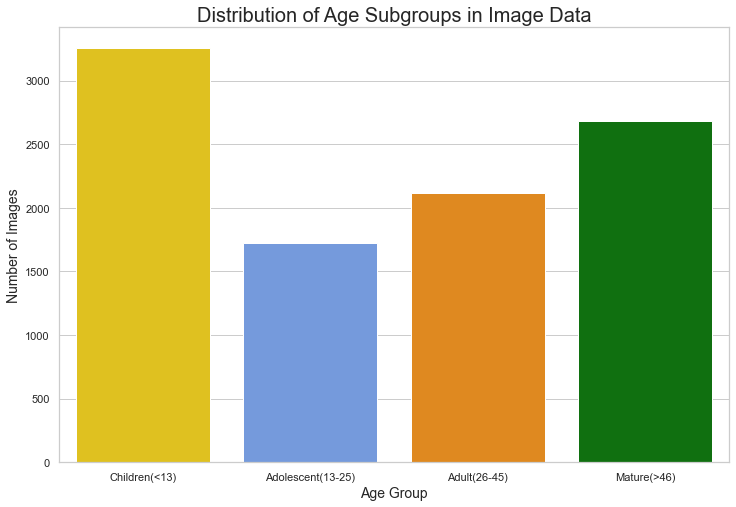 Distribution of Age Subgroups in Image Data
Number of Images
3000
2500
2000
1500
1000
500
0
Children(<13)
Adolescent(13-25)
Adult(26-45)
Mature(>46)
Age Group